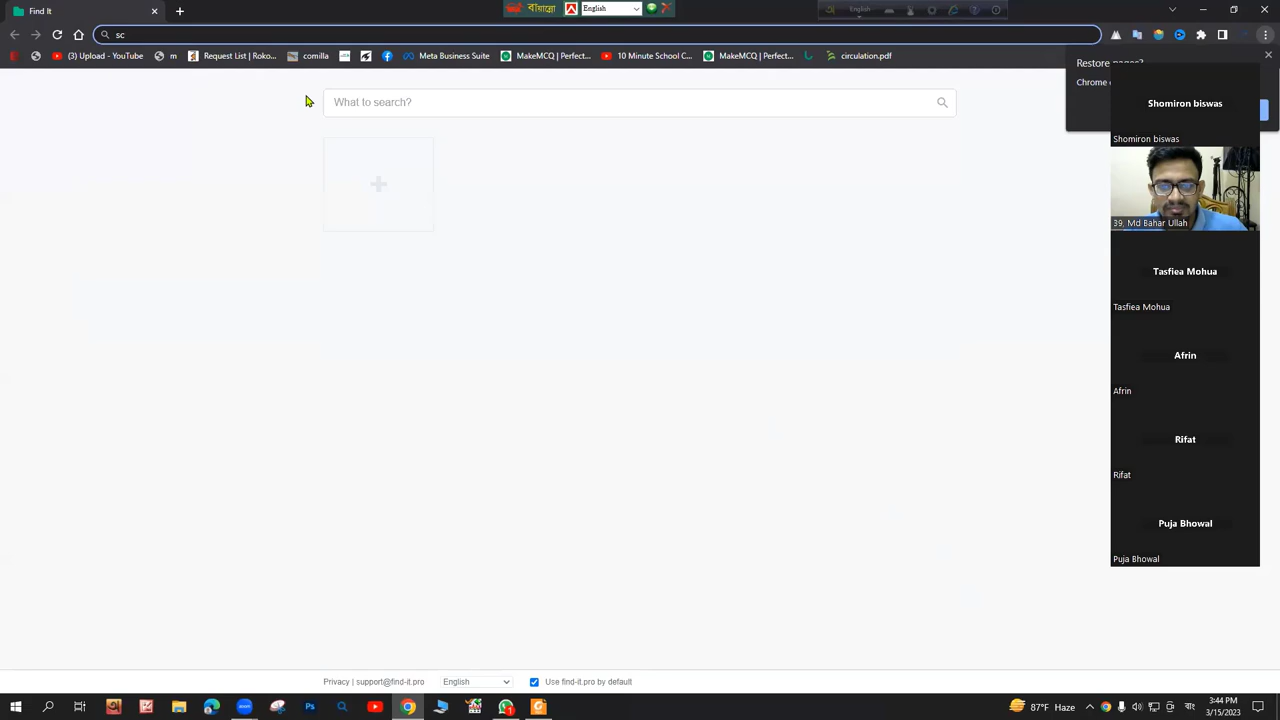 Find It
বাংলা
English
English
sc
(3) Upload - YouTube
m
Request List | Roko...
comilla
Meta Business Suite
MakeMCQ | Perfect...
10 Minute School C...
MakeMCQ | Perfect...
circulation.pdf
Restore pages?
Chrome
What to search?
Shomiron biswas
Shomiron biswas
39, Md Bahar Ullah
Tasfiea Mohua
Tasfiea Mohua
Afrin
Afrin
Rifat
Rifat
Puja Bhowal
Puja Bhowal
Privacy | support@find-it.pro
English
Use find-it.pro by default
87°F Haze
3:44 PM
3/15/2023